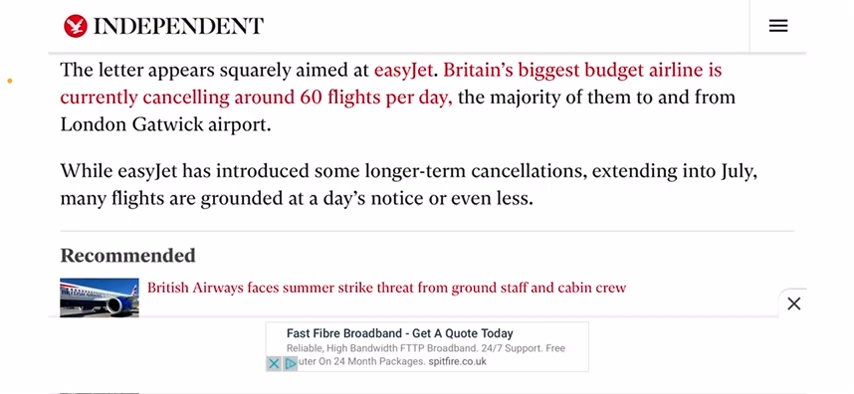 INDEPENDENT
The letter appears squarely aimed at easyJet. Britain’s biggest budget airline is
currently cancelling around 60 flights per day, the majority of them to and from
London Gatwick airport.
While easyJet has introduced some longer-term cancellations, extending into July,
many flights are grounded at a day’s notice or even less.
Recommended
British Airways faces summer strike threat from ground staff and cabin crew
Fast Fibre Broadband - Get A Quote Today
Reliable, High Bandwidth FTTP Broadband. 24/7 Support. Free
On 24 Month Packages. spitfire.co.uk